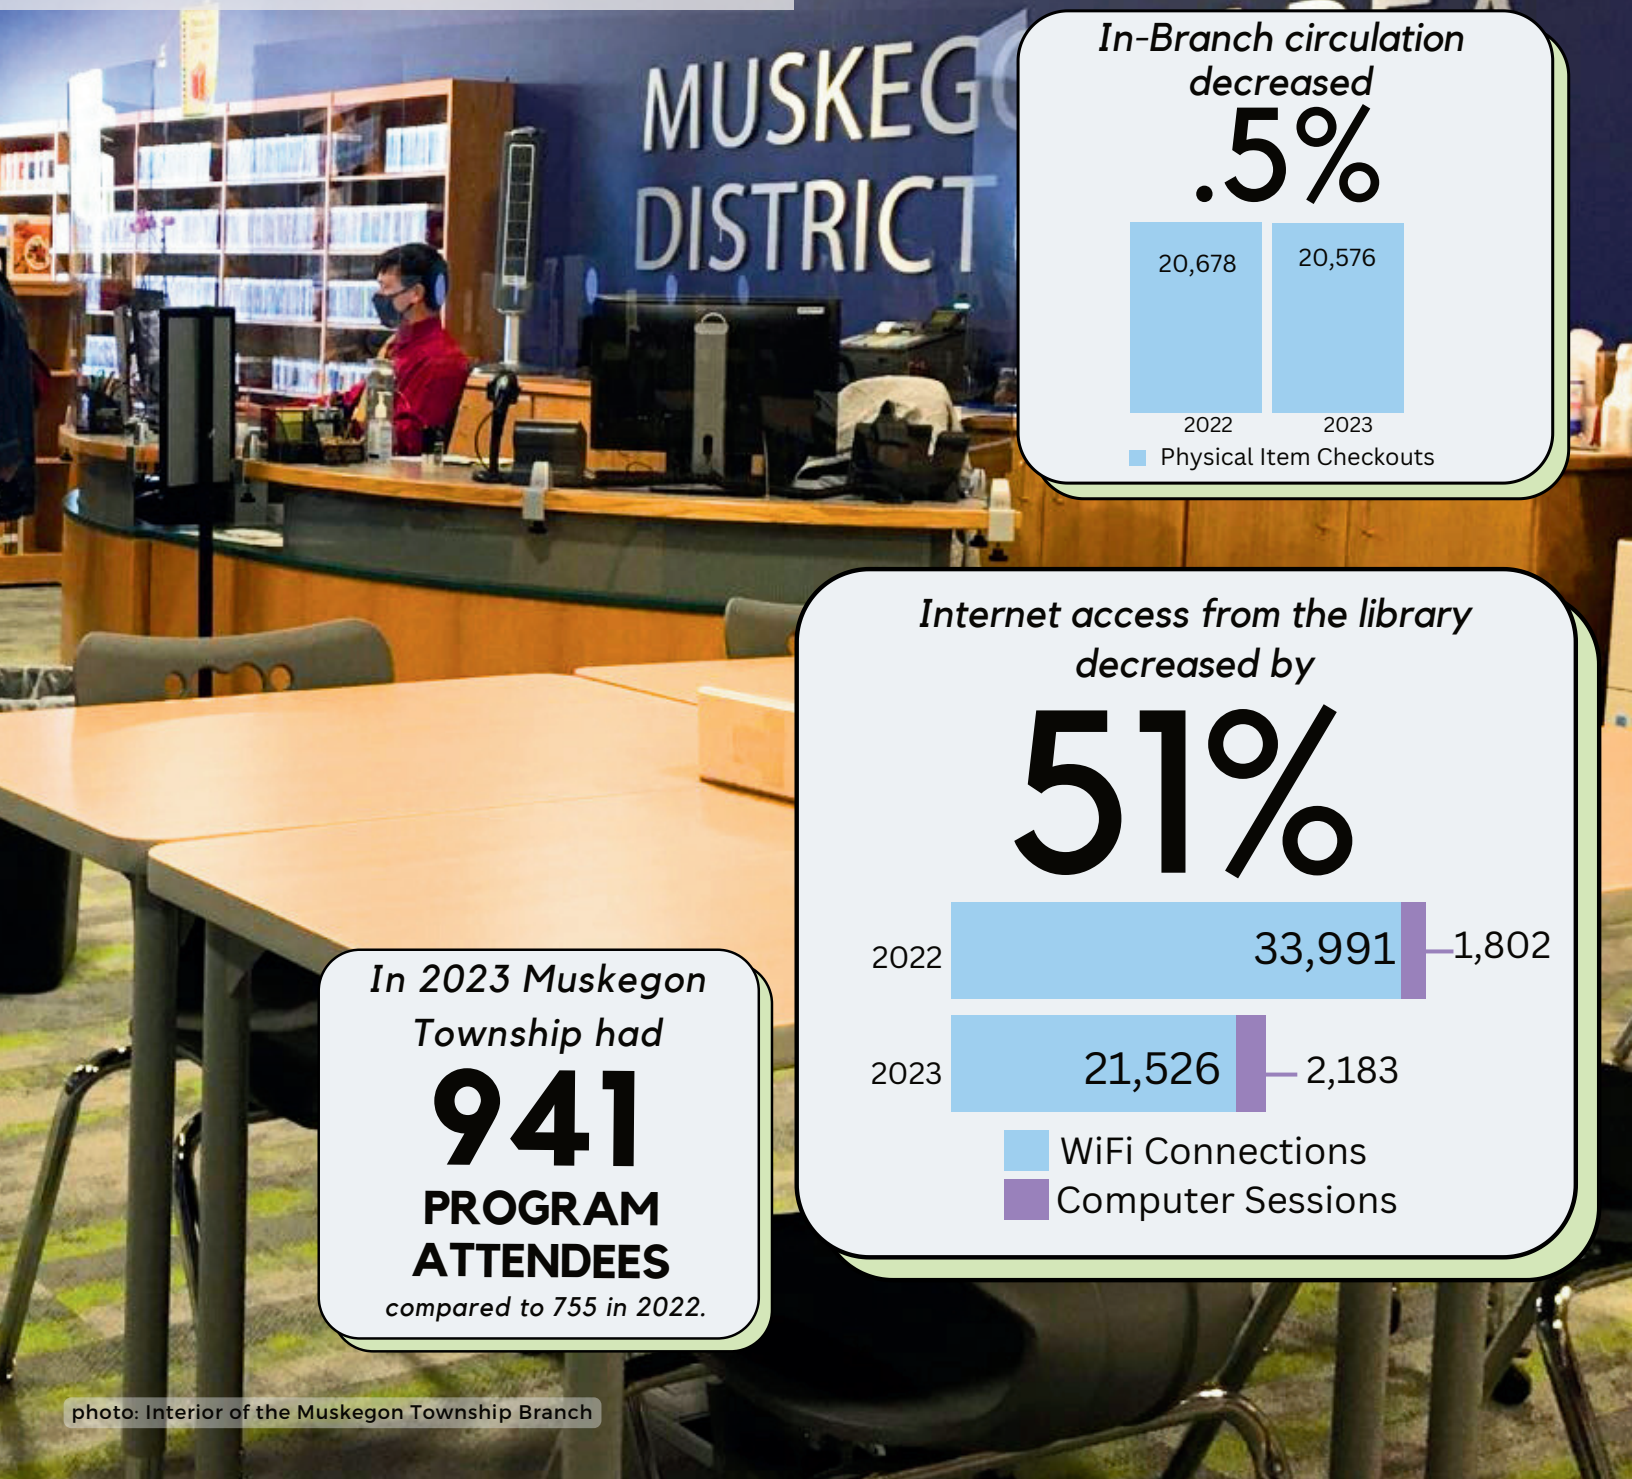 MUSKEG
DISTRICT
In-Branch circulation
decreased
.5%
20,678
20,576
2022
2023
Physical Item Checkouts
Internet access from the library
decreased by
51%
2022
33,991
1,802
2023
21,526
2,183
WiFi Connections
Computer Sessions
In 2023 Muskegon
Township had
941
PROGRAM
ATTENDEES
compared to 755 in 2022.
photo: Interior of the Muskegon Township Branch